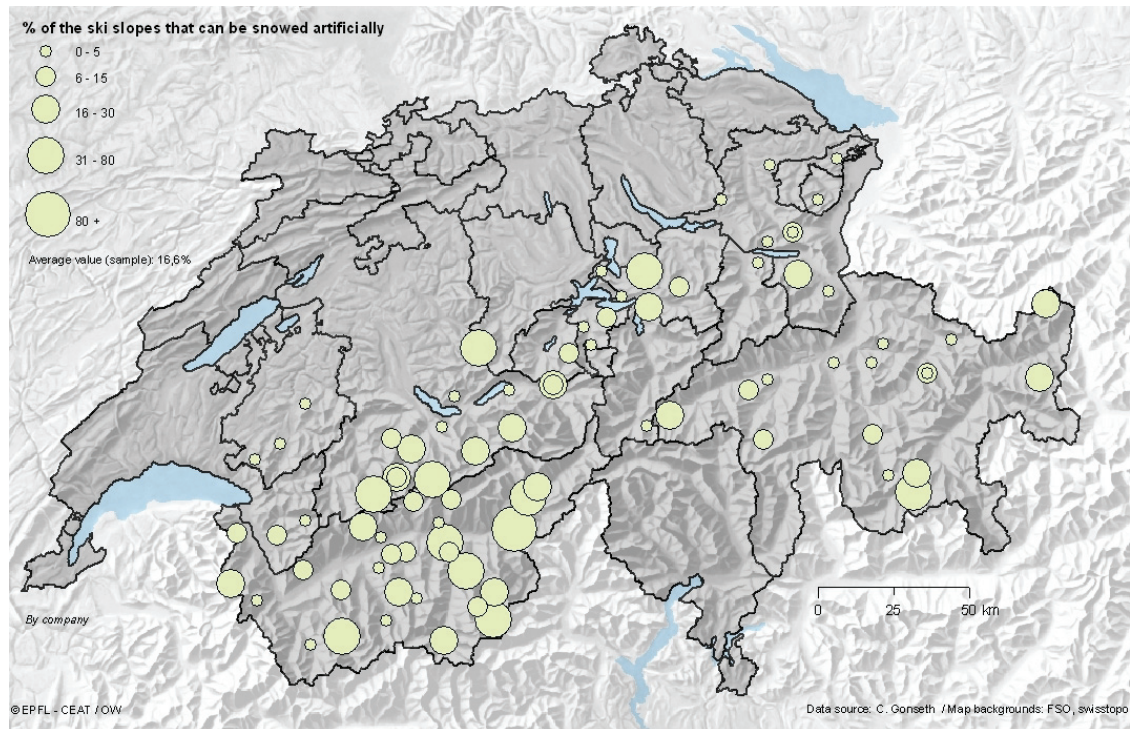 % of the ski slopes that can be snowed artificially
0 - 5
6 - 15
16 - 30
31 - 80
80 +
Average value (sample): 16,6%
0 25 50 km
By company
©EPFL - CEAT / OW
Data source: C. Gonseth / Map backgrounds: FSO, swisstopo